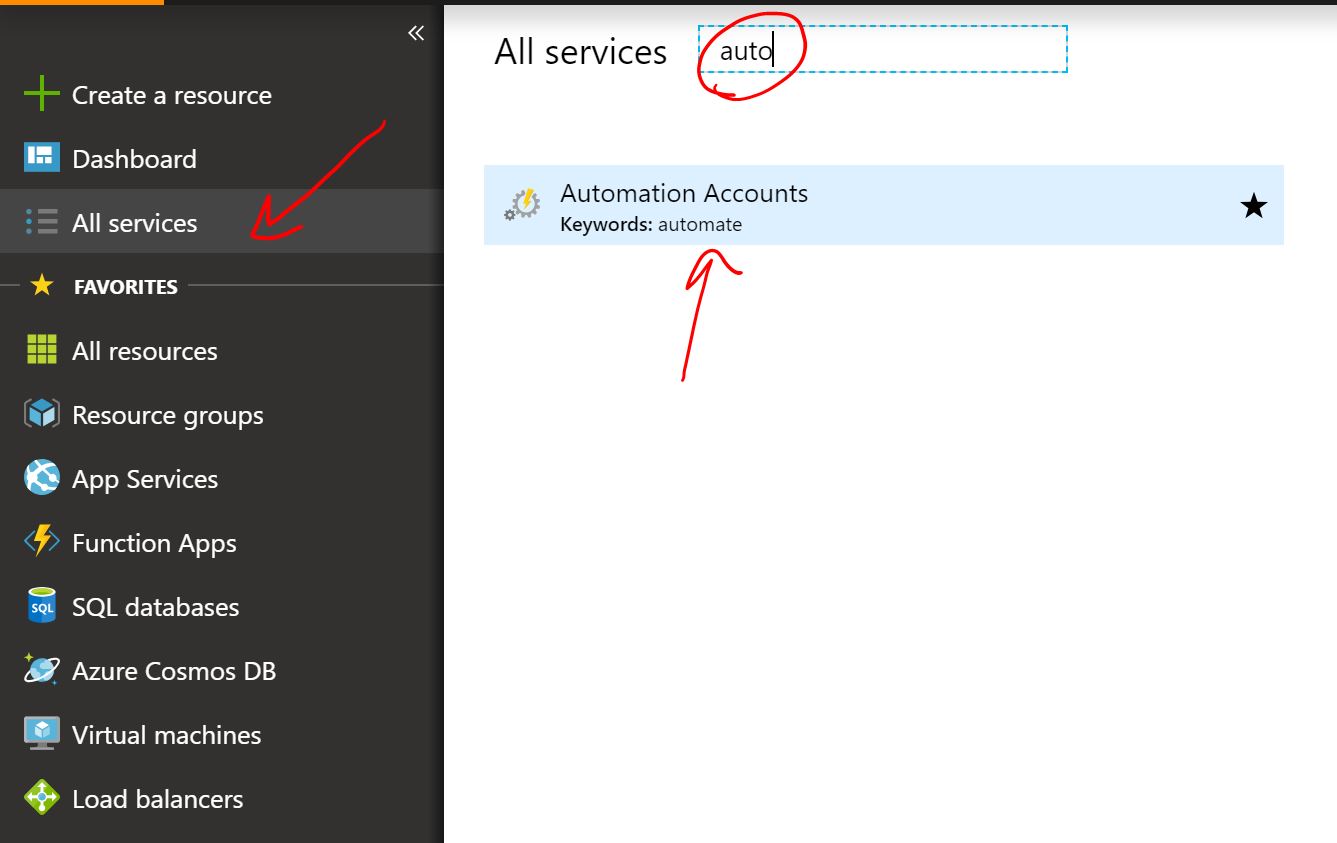 Create a resource
Dashboard
All services
FAVORITES
All resources
Resource groups
App Services
Function Apps
SQL
SQL databases
Azure Cosmos DB
Virtual machines
Load balancers
All services
auto
Automation Accounts
Keywords: automate